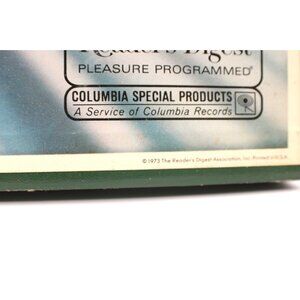 Reader's Digest
PLEASURE PROGRAMMED®
COLUMBIA SPECIAL PRODUCTS
A Service of Columbia Records
©1973 The Reader's Digest Association, Inc. Printed in U.S.A.